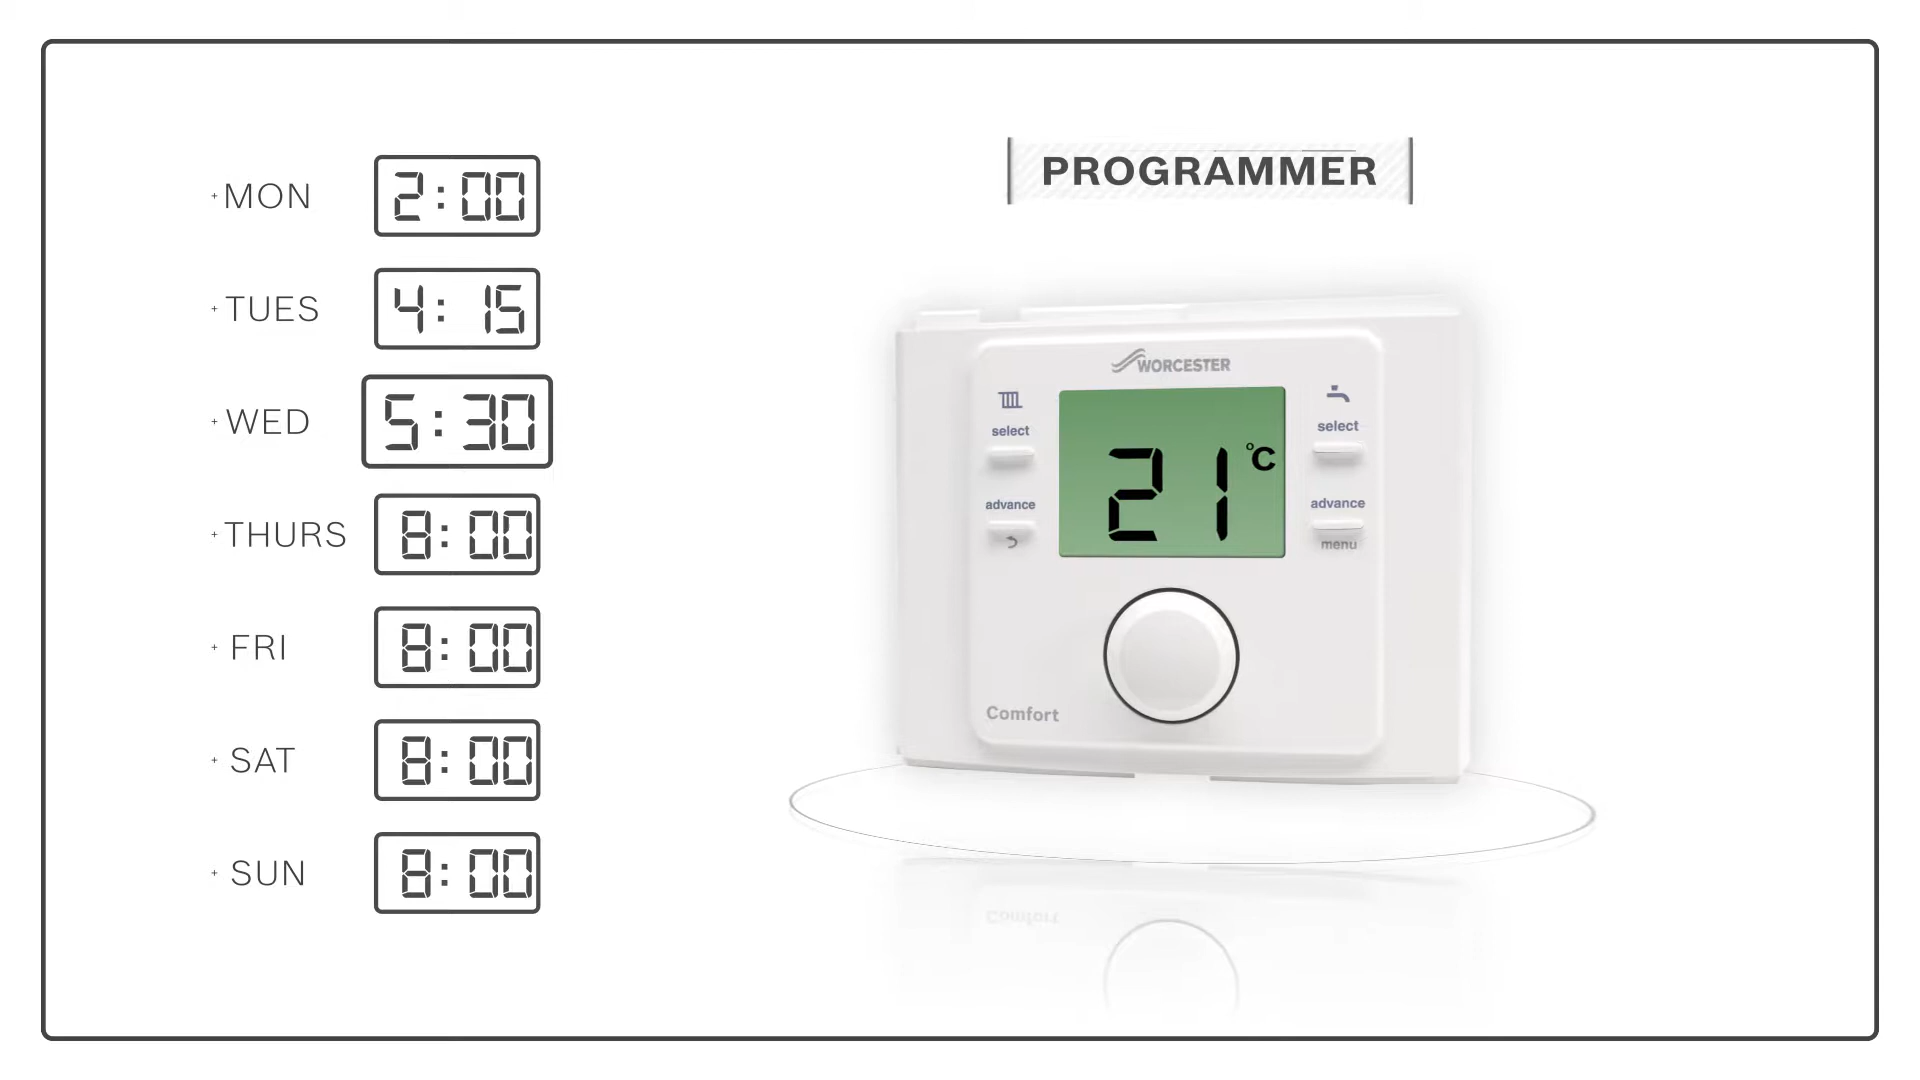 PROGRAMMER
MON 2:00
TUES 4:15
WED 5:30
THURS 8:00
FRI 8:00
SAT 8:00
SUN 8:00
WORCESTER
select
select
21 °C
advance
advance
menu
Comfort